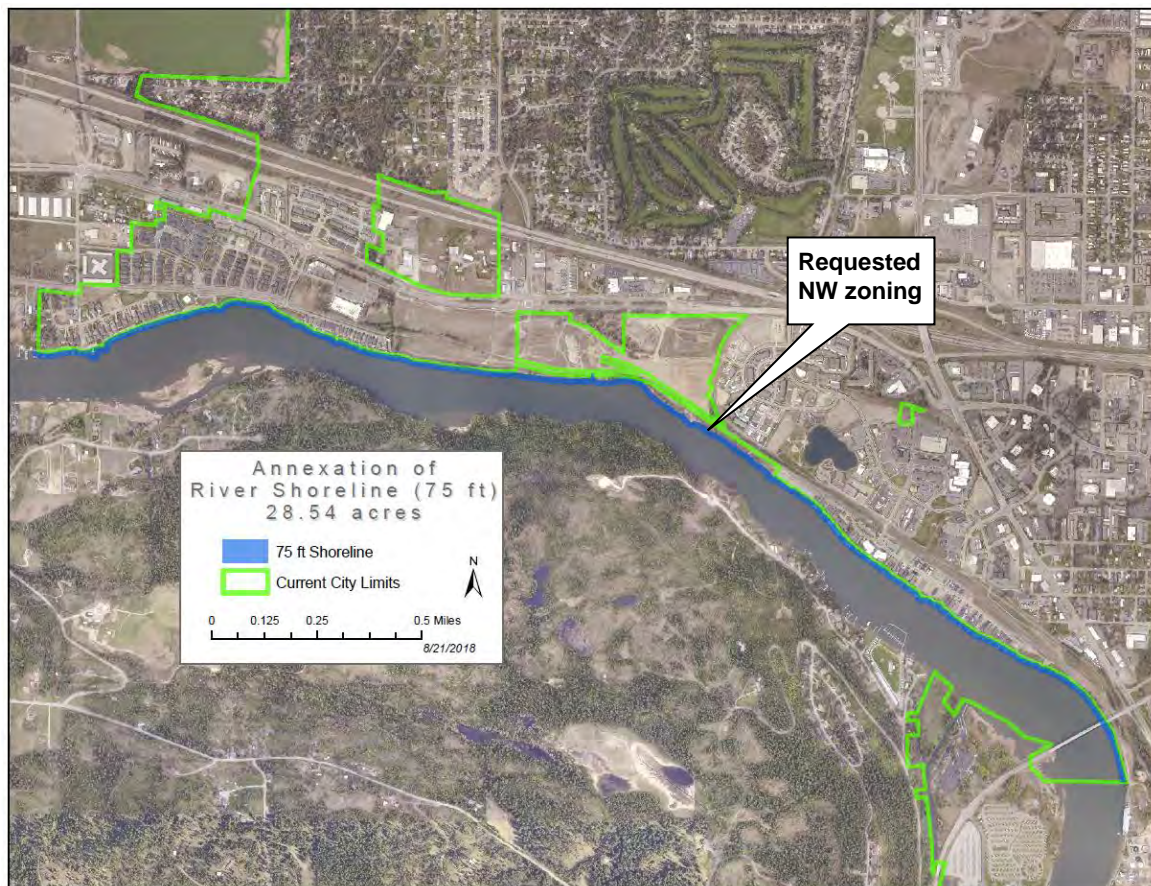 Requested
NW zoning
Annexation of
River Shoreline (75 ft)
28.54 acres
75 ft Shoreline
Current City Limits
N
0 0.125 0.25 0.5 Miles
8/21/2018